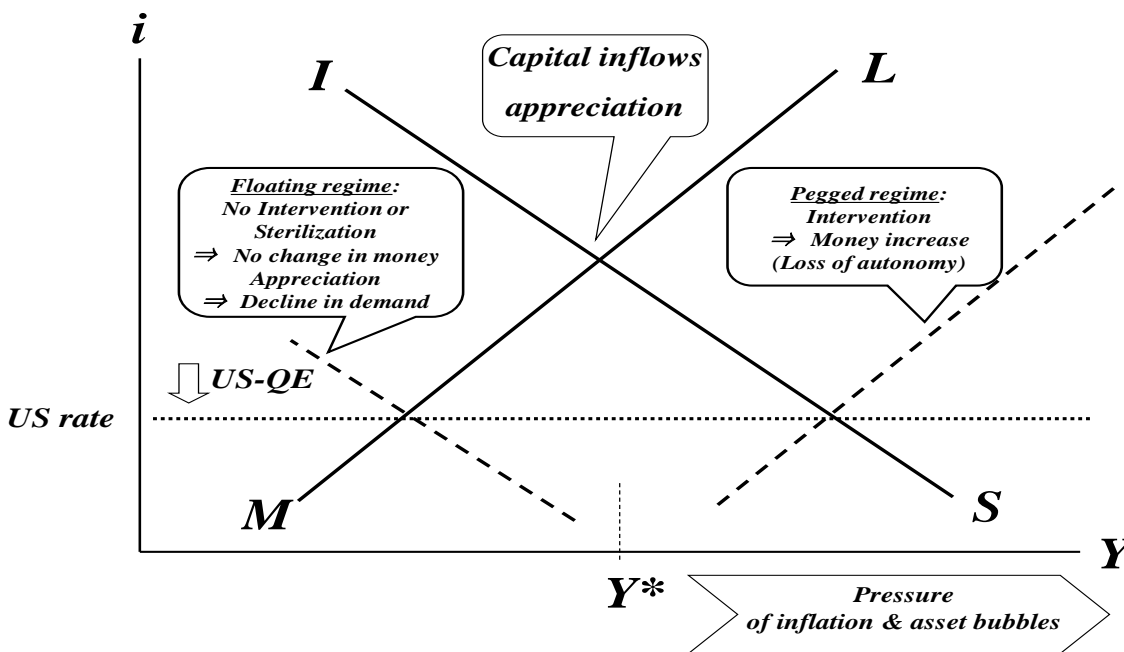 i
I
Capital inflows
appreciation
L
Floating regime:
No Intervention or
Sterilization
⇒ No change in money
Appreciation
⇒ Decline in demand
Pegged regime:
Intervention
⇒ Money increase
(Loss of autonomy)
US-QE
US rate
M
S
Y
Y*
Pressure
of inflation & asset bubbles